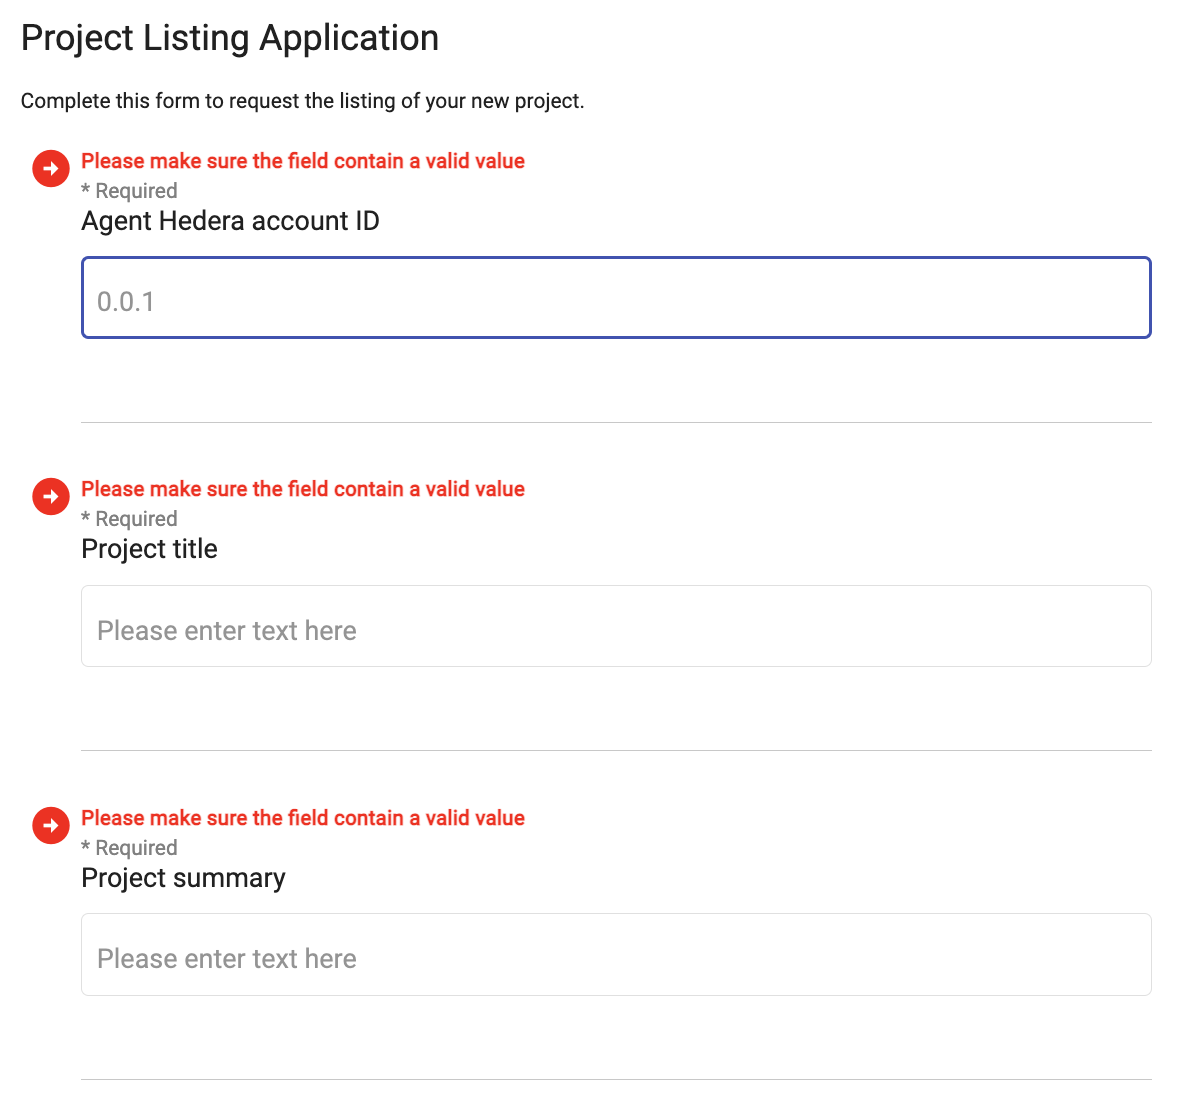 Project Listing Application
Complete this form to request the listing of your new project.
Please make sure the field contain a valid value
* Required
Agent Hedera account ID
0.0.1
Please make sure the field contain a valid value
* Required
Project title
Please enter text here
Please make sure the field contain a valid value
* Required
Project summary
Please enter text here